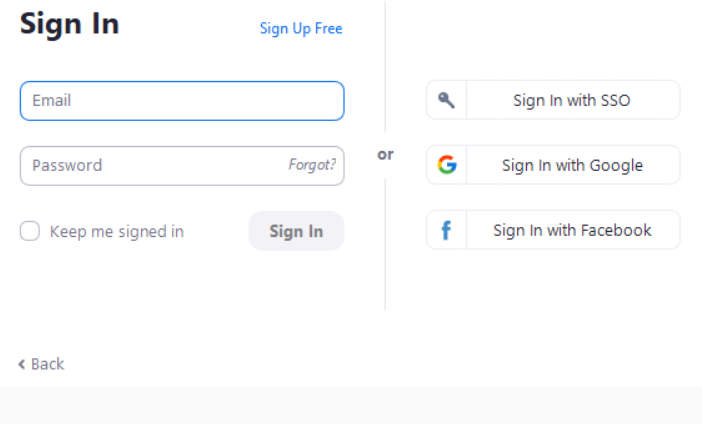 Sign In
Sign Up Free
Email
Password
Forgot?
Keep me signed in
Sign In
or
Sign In with SSO
Sign In with Google
Sign In with Facebook
Back